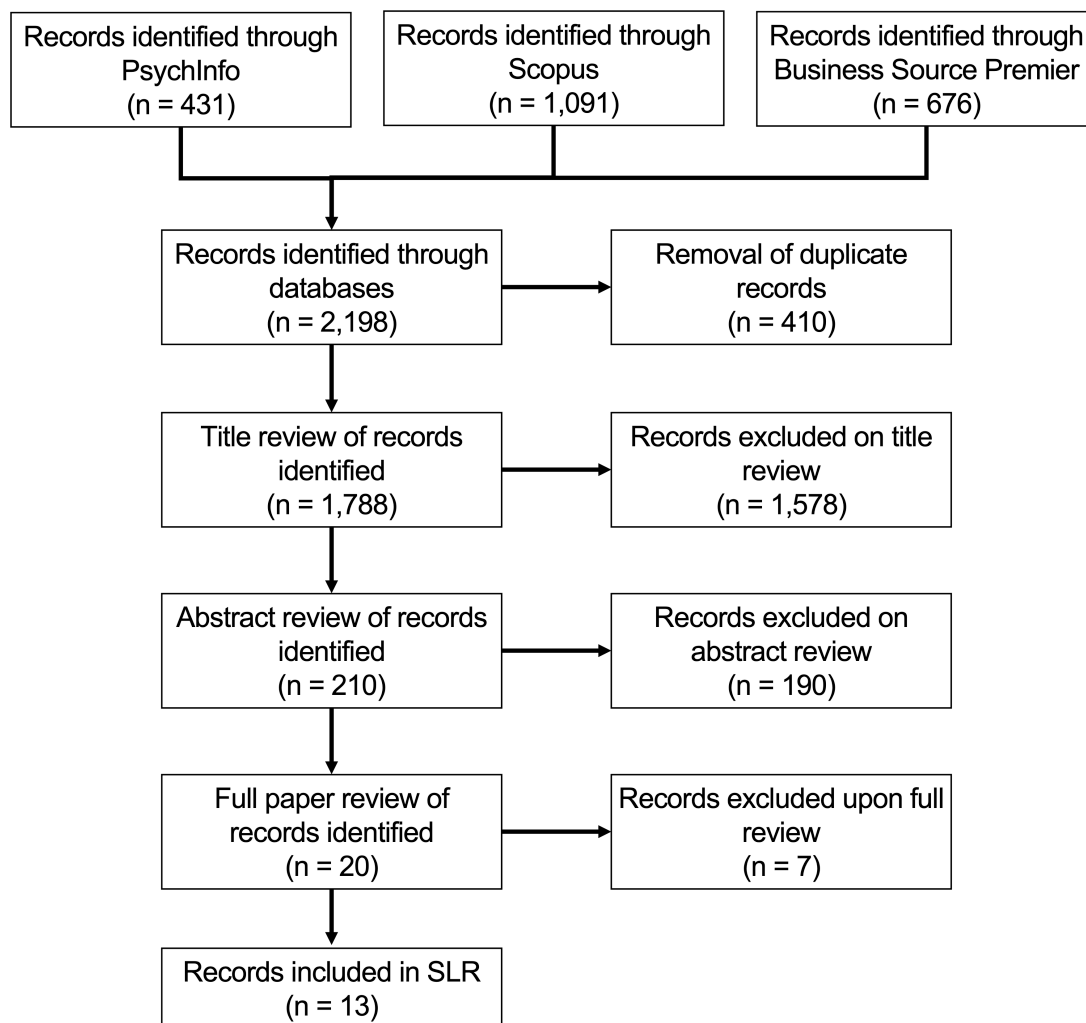 Records identified through
PsychInfo
(n = 431)
Records identified through
Scopus
(n = 1,091)
Records identified through
Business Source Premier
(n = 676)
Records identified through
databases
(n = 2,198)
Removal of duplicate
records
(n = 410)
Title review of records
identified
(n = 1,788)
Records excluded on title
review
(n = 1,578)
Abstract review of records
identified
(n = 210)
Records excluded on
abstract review
(n = 190)
Full paper review of
records identified
(n = 20)
Records excluded upon full
review
(n = 7)
Records included in SLR
(n = 13)